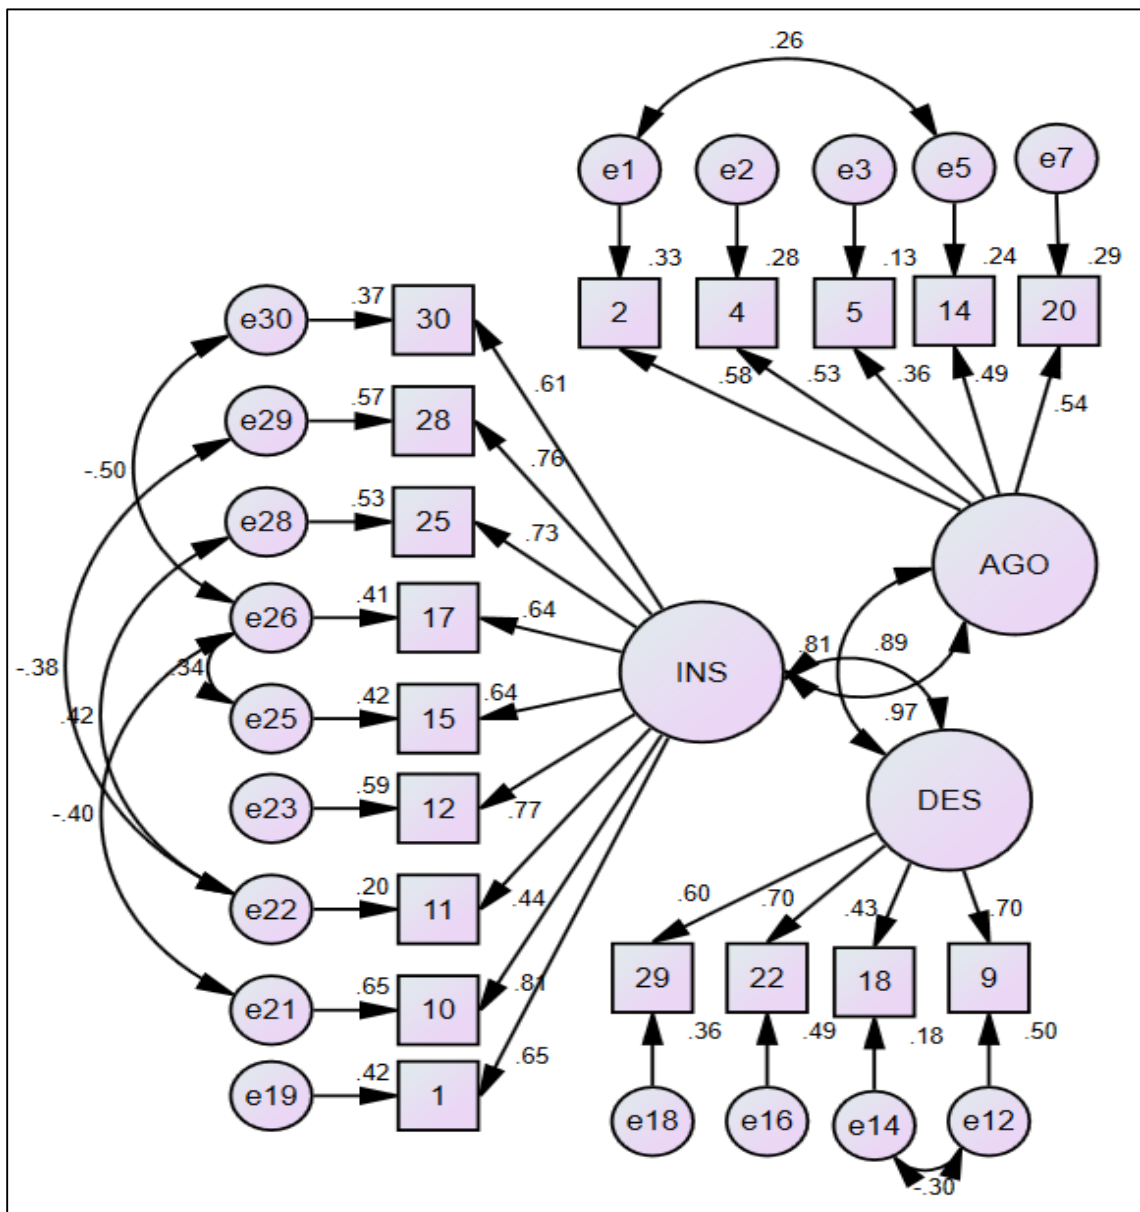 .26
e1 e2 e3 e5 e7
.33 .28 .13 .24 .29
2 4 5 14 20
.58 .53 .36 .49 .54
e30 .37 30 .61
e29 .57 28 .76
-.50
e28 .53 25 .73
AGO
e26 .41 17 .64
-.38 .34 INS .81 .89
.42 e25 .42 15 .64 .97
-.40 e23 .59 12 .77 DES
e22 .20 11 .44
.60 .70 .43 .70
29 22 18 9
e21 .65 10 .81
.36 .49 .18 .50
e19 .42 1 .65
e18 e16 e14 e12
-.30